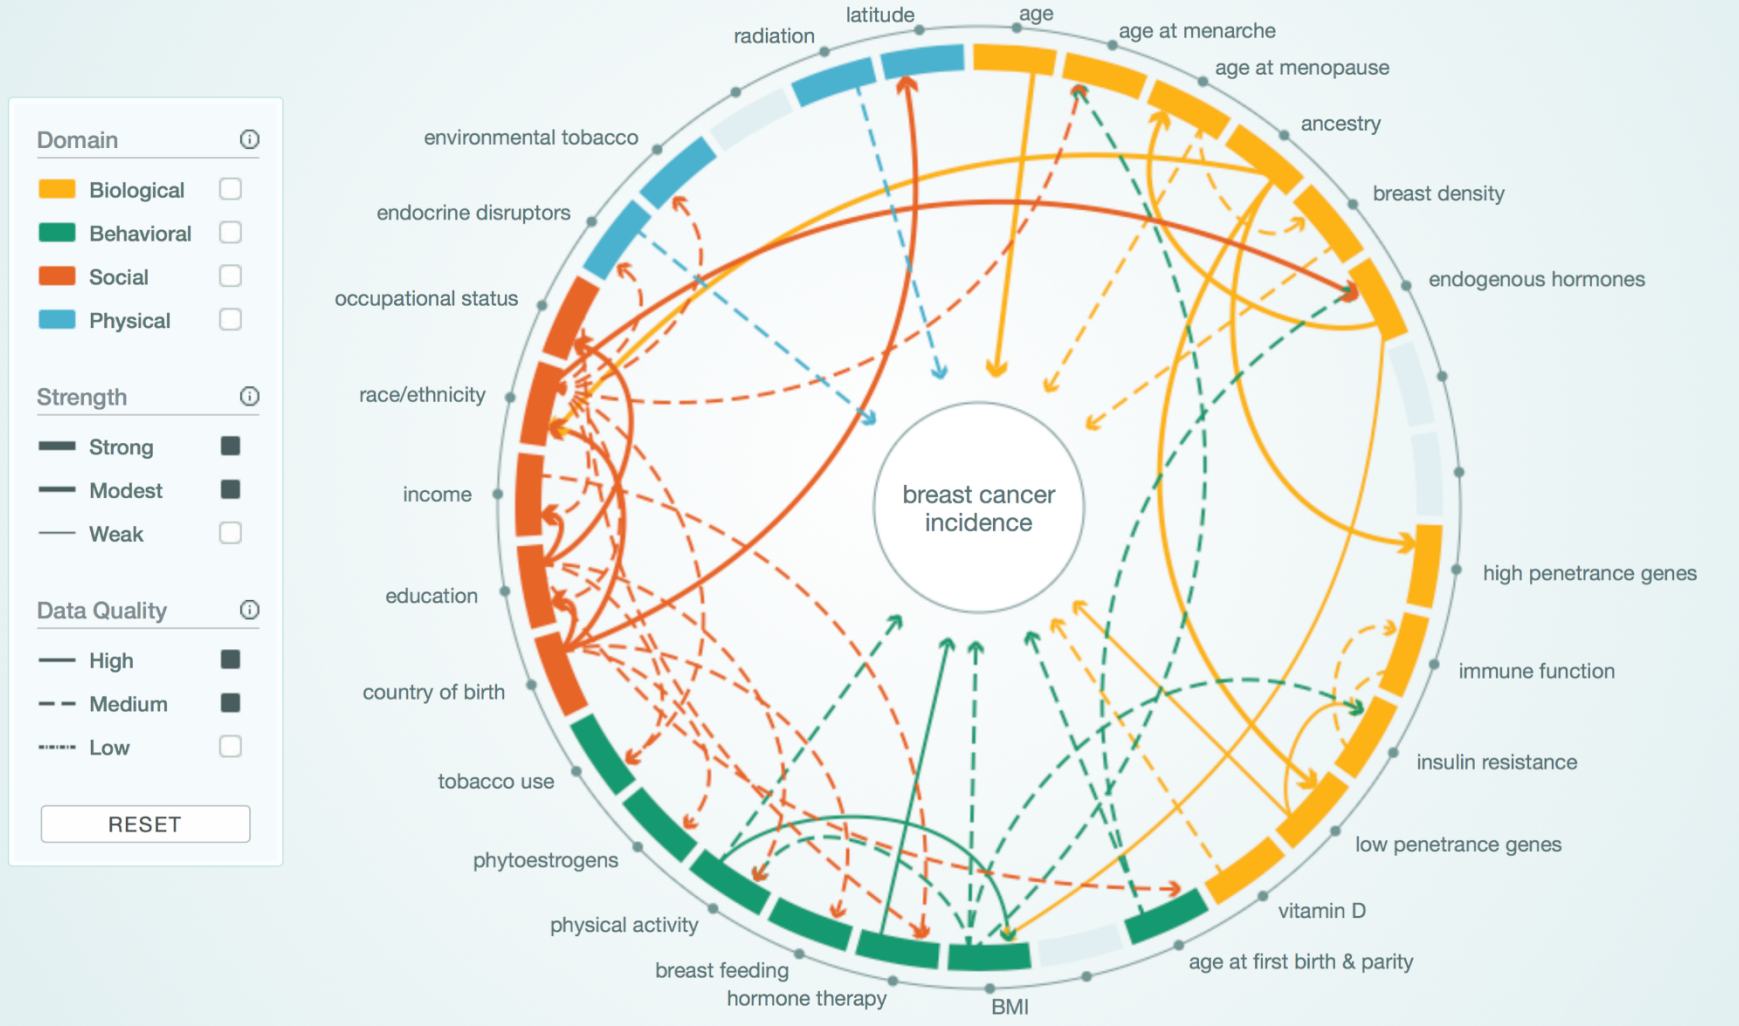 Domain
Biological
Behavioral
Social
Physical
Strength
Strong
Modest
Weak
Data Quality
High
Medium
Low
RESET
latitude
age
radiation
age at menarche
age at menopause
environmental tobacco
ancestry
endocrine disruptors
breast density
occupational status
endogenous hormones
race/ethnicity
income
breast cancer
incidence
education
high penetrance genes
country of birth
immune function
tobacco use
insulin resistance
phytoestrogens
low penetrance genes
physical activity
vitamin D
breast feeding
age at first birth & parity
hormone therapy
BMI